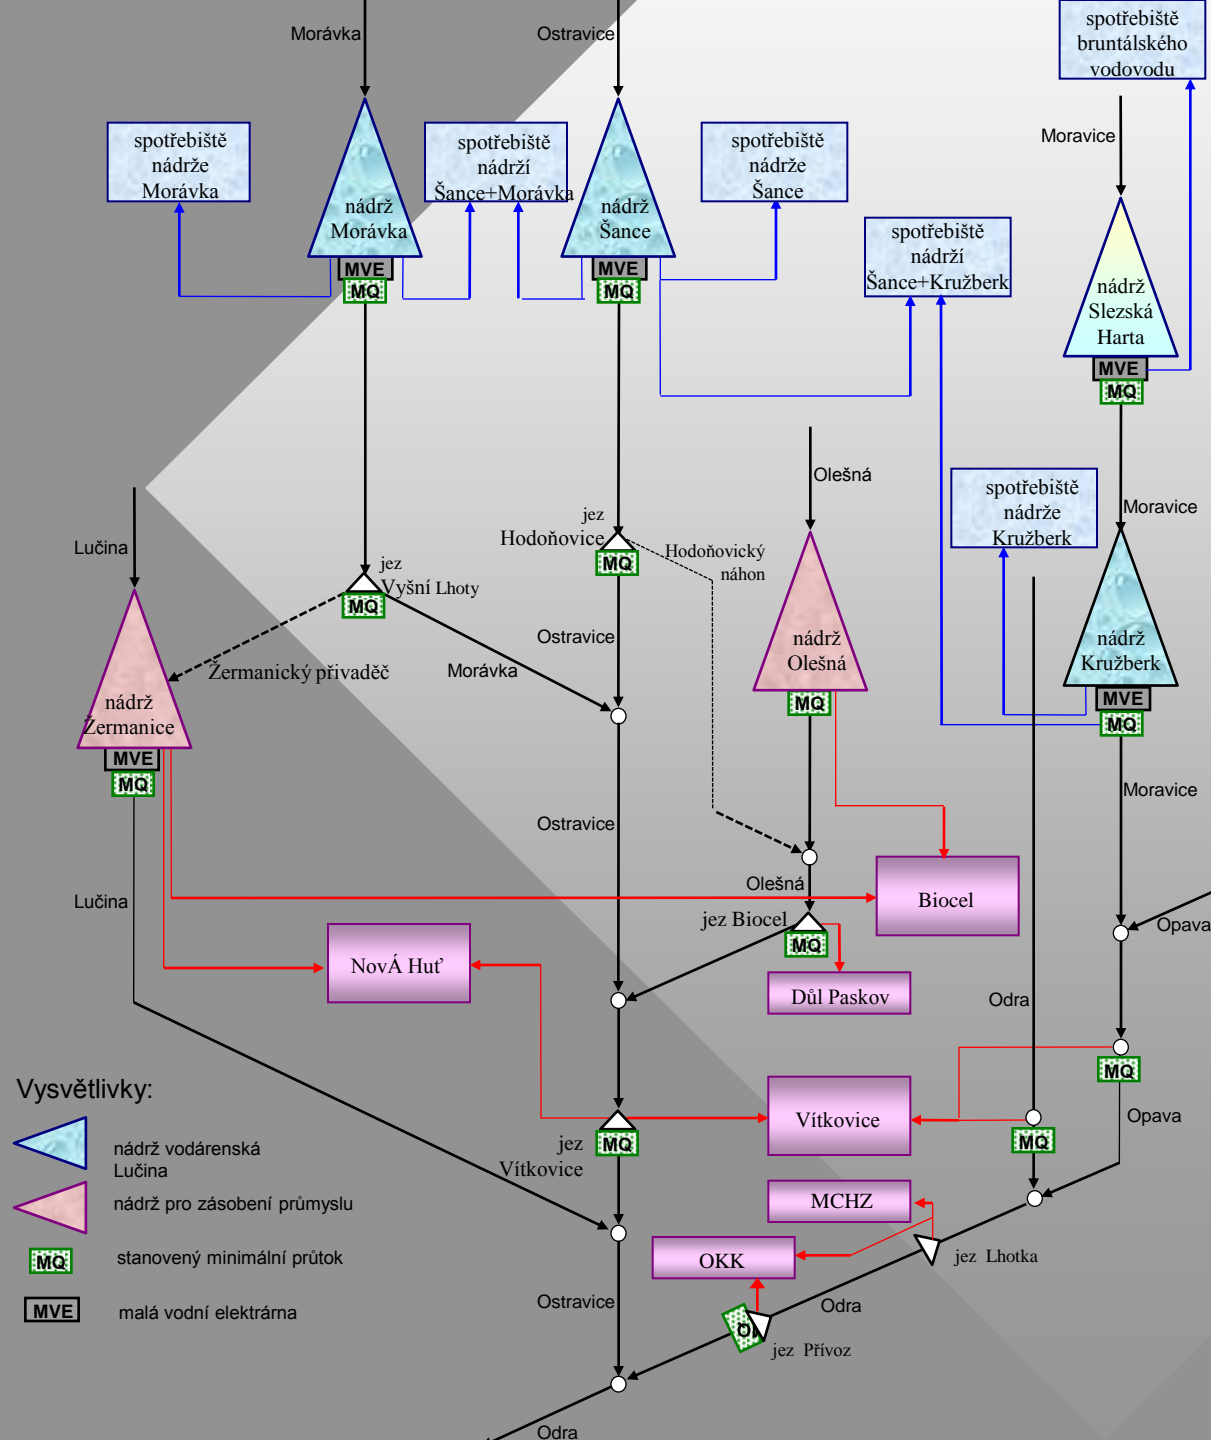 Morávka
Ostravice
spotřebiště
bruntálského
vodovodu
spotřebiště
nádrže
Morávka
spotřebiště
nádrží
Šance+Morávka
spotřebiště
nádrže
Šance
Moravice
nádrž
Morávka
MVE
MQ
nádrž
Šance
MVE
MQ
spotřebiště
nádrží
Šance+Kružberk
nádrž
Slezská
Harta
MVE
MQ
Olešná
spotřebiště
nádrže
Kružberk
Moravice
Lučina
jez
Vyšní Lhoty
MQ
jez
Hodoňovice
MQ
Hodoňovický
náhon
Ostravice
Morávka
Žermanický přivaděč
nádrž
Olešná
MQ
nádrž
Kružberk
MVE
MQ
nádrž
Žermanice
MVE
MQ
Moravice
Ostravice
Lučina
Olešná
Biocel
jez Biocel
MQ
Opava
NovÁ Huť
Důl Paskov
Odra
MQ
Vysvětlivky:
nádrž vodárenská
Lučina
nádrž pro zásobení průmyslu
MQ
stanovený minimální průtok
MVE
malá vodní elektrárna
jez
Vítkovice
MQ
Vítkovice
MQ
Opava
MCHZ
OKK
jez Lhotka
Ostravice
Odra
jez Přívoz
Odra